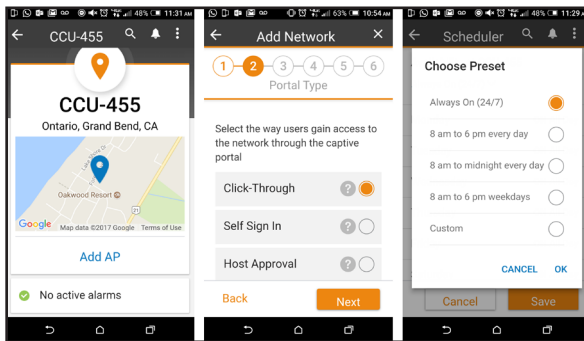 48% 11:31 AM
CCU-455
CCU-455
Ontario, Grand Bend, CA
Oakwood Resort
21
Google Map data ©2017 Google Terms of Use
Add AP
No active alarms
63% 10:54 AM
Add Network
1 2 3 4 5 6
Portal Type
Select the way users gain access to
the network through the captive
portal
Click-Through ?
Self Sign In ?
Host Approval ?
Back Next
48% 11:29 AM
Scheduler
Choose Preset
Always On (24/7)
8 am to 6 pm every day
8 am to midnight every day
8 am to 6 pm weekdays
Custom
CANCEL OK
Cancel Save